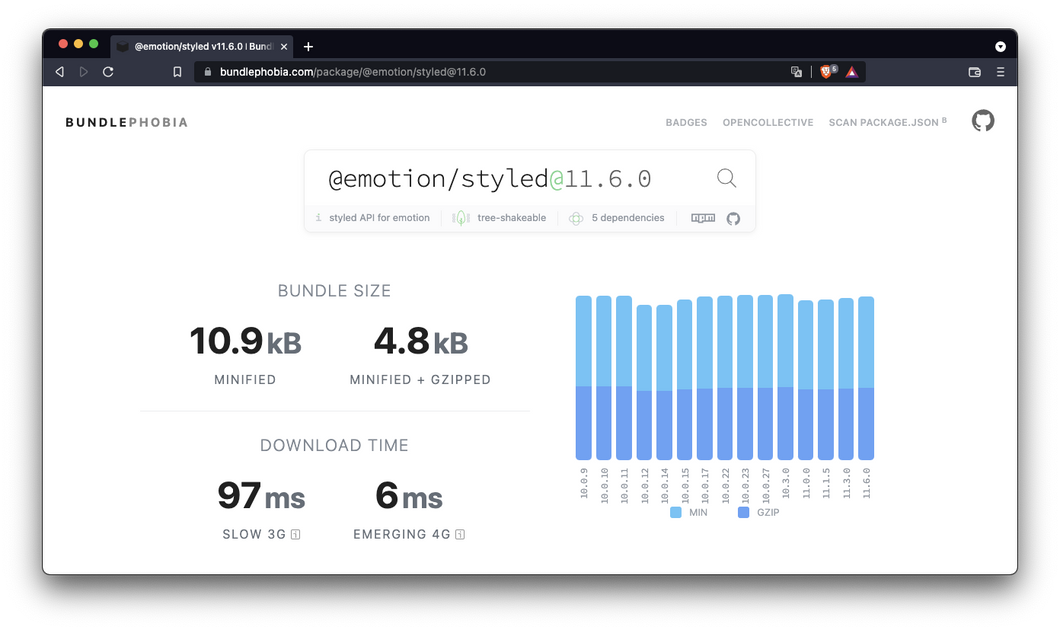 @emotion/styled v11.6.0 | Bundl
bundlephobia.com/package/@emotion/styled@11.6.0
6
BUNDLEPHOBIA
BADGES OPENCOLLECTIVE SCAN PACKAGE.JSON β
@emotion/styled@11.6.0
i styled API for emotion tree-shakeable 5 dependencies npm
BUNDLE SIZE
10.9 kB 4.8 kB
MINIFIED MINIFIED + GZIPPED
DOWNLOAD TIME
97 ms 6 ms
SLOW 3G i EMERGING 4G i
10.0.9 10.0.10 10.0.11 10.0.12 10.0.14 10.0.15 10.0.17 10.0.22 10.0.23 10.0.27 10.3.0 11.0.0 11.1.5 11.3.0 11.6.0
MIN GZIP